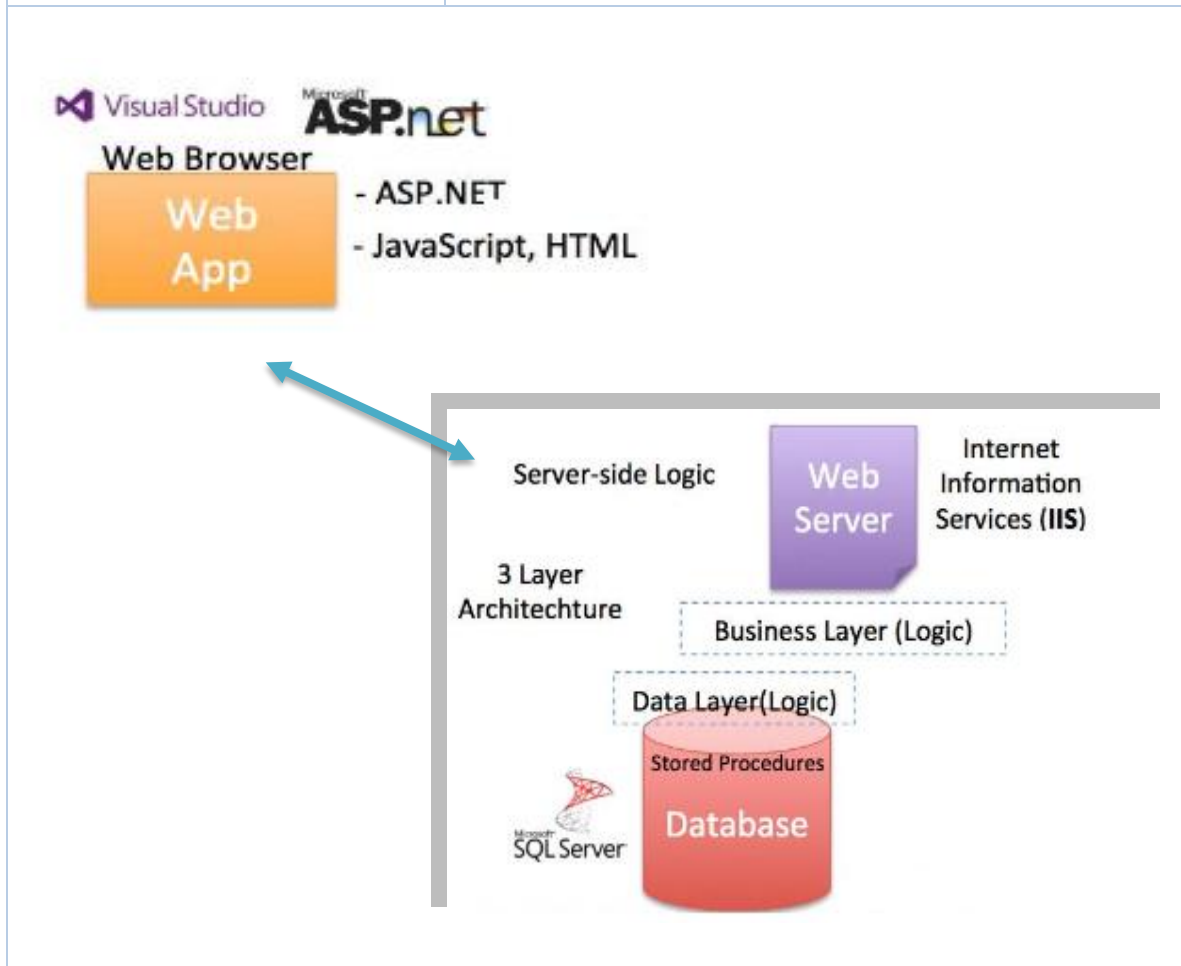 Visual Studio
Microsoft
ASP.net
Web Browser
Web
App
- ASP.NET
- JavaScript, HTML
Server-side Logic
Web
Server
Internet
Information
Services (IIS)
3 Layer
Architechture
Business Layer (Logic)
Data Layer(Logic)
Stored Procedures
Database
Microsoft
SQL Server